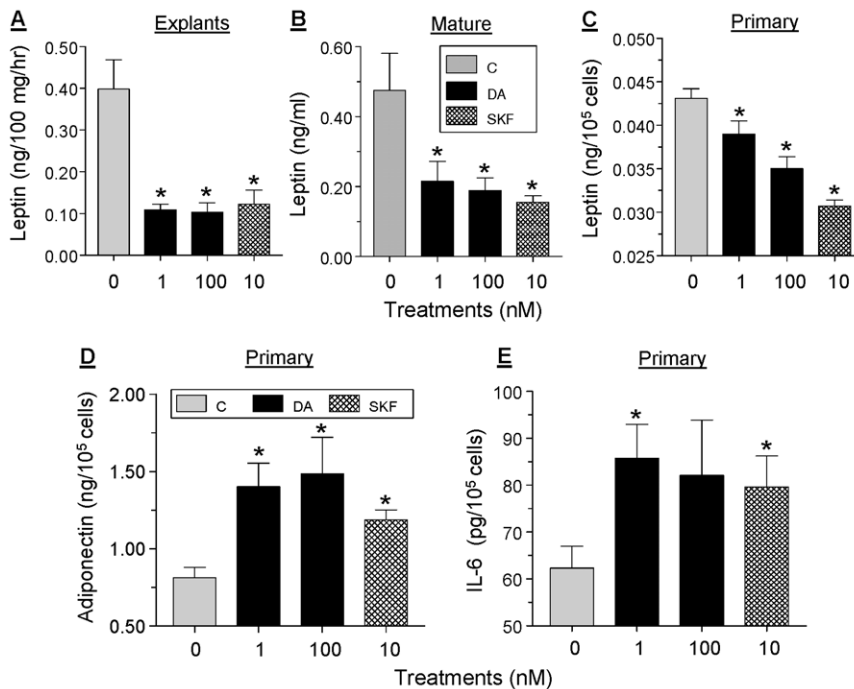 A
Explants
Leptin (ng/100 mg/hr)
0.50
0.40
0.30
0.20
0.10
0.00
*
*
*
0
1
100
10
B
Mature
Leptin (ng/ml)
0.60
0.40
0.20
0.00
C
DA
SKF
*
*
*
0
1
100
10
Treatments (nM)
C
Primary
Leptin (ng/10⁵ cells)
0.050
0.045
0.040
0.035
0.030
0.025
*
*
*
0
1
100
10
D
Primary
Adiponectin (ng/10⁵ cells)
2.00
1.50
1.00
0.50
C
DA
SKF
*
*
*
0
1
100
10
E
Primary
IL-6 (pg/10⁵ cells)
100
90
80
70
60
50
*
*
0
1
100
10
Treatments (nM)